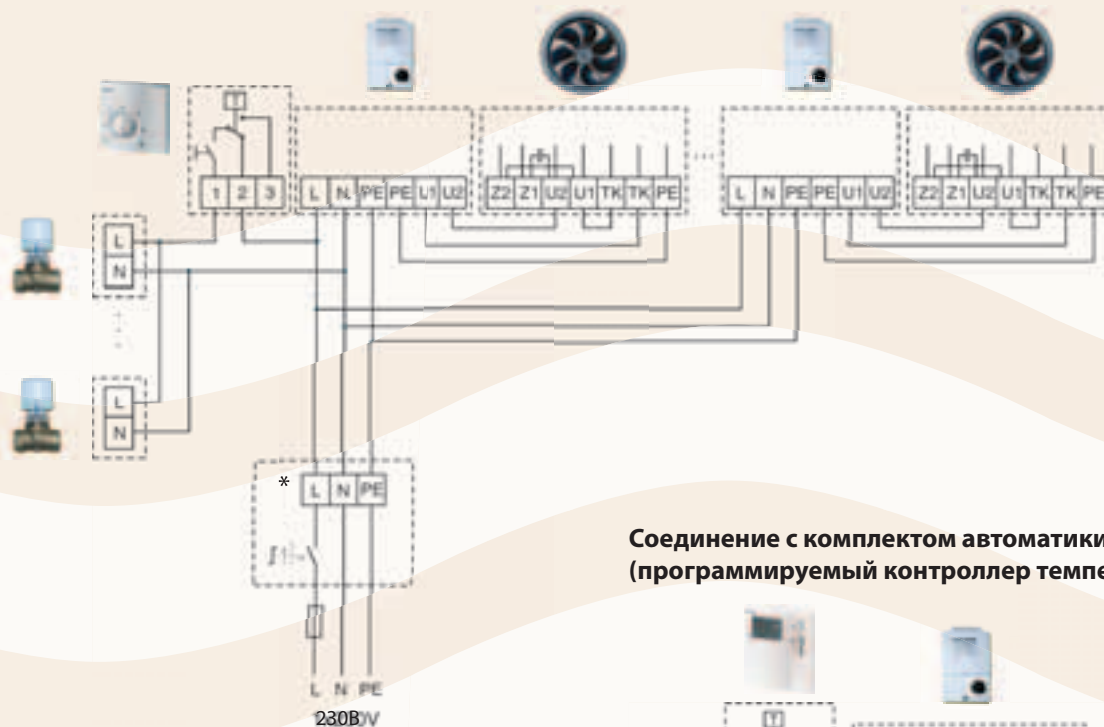 T
1 2 3
L N PE PE U1 U2
Z2 Z1 U2 U1 TK TK PE
...
L N PE PE U1 U2
Z2 Z1 U2 U1 TK TK PE
L
N
L
N
* L N PE
L N PE
230В
Соединение с комплектом автоматики
(программируемый контроллер темпе
T